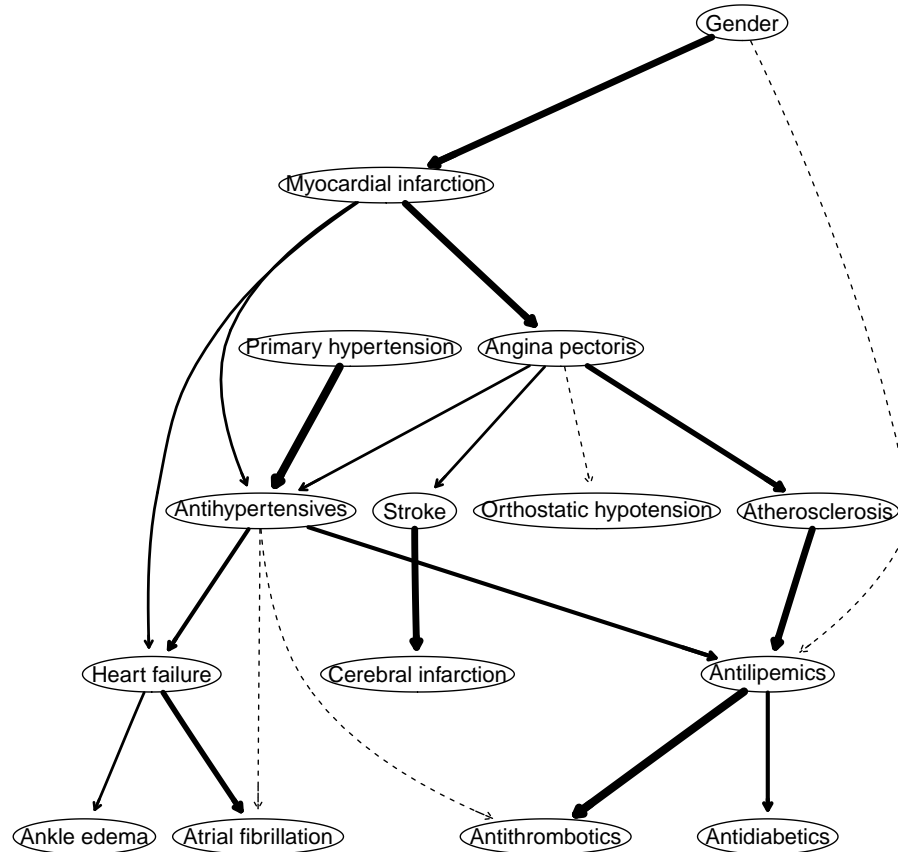 Gender
Myocardial infarction
Primary hypertension
Angina pectoris
Antihypertensives
Stroke
Orthostatic hypotension
Atherosclerosis
Heart failure
Cerebral infarction
Antilipemics
Ankle edema
Atrial fibrillation
Antithrombotics
Antidiabetics